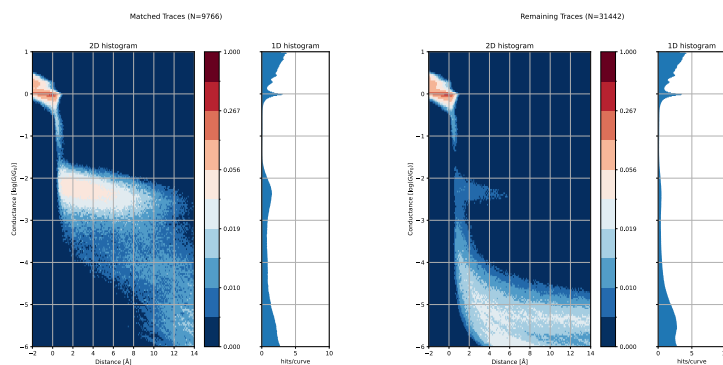 Matched Traces (N=9766)
2D histogram
1D histogram
Conductance [log(G/G₀)]
1
0
−1
−2
−3
−4
−5
−6
−2 0 2 4 6 8 10 12 14
Distance [Å]
1.000
0.267
0.056
0.019
0.010
0.000
0 5 10
hits/curve
Remaining Traces (N=31442)
2D histogram
1D histogram
Conductance [log(G/G₀)]
1
0
−1
−2
−3
−4
−5
−6
−2 0 2 4 6 8 10 12 14
Distance [Å]
1.000
0.267
0.056
0.019
0.010
0.000
0 5
hits/curve